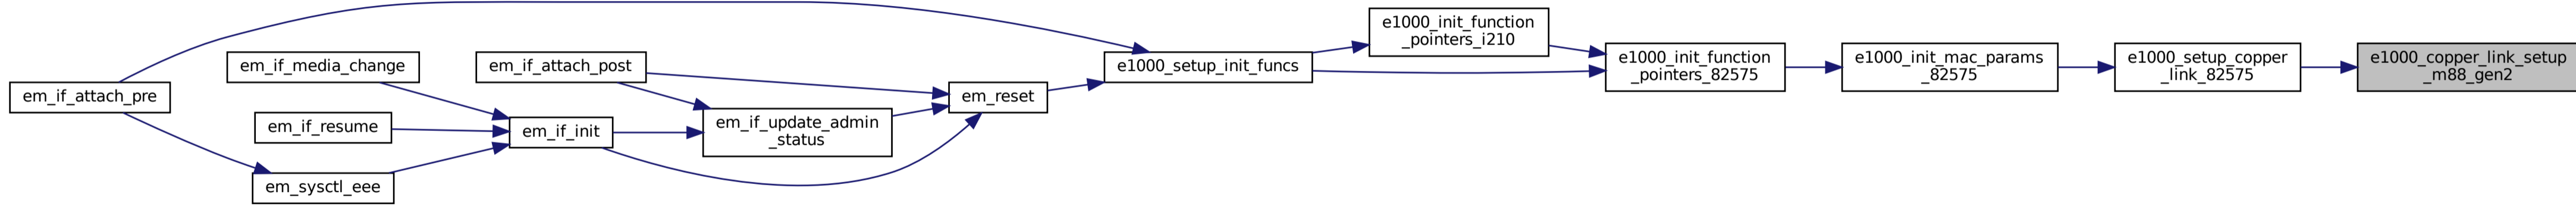 em_if_attach_pre
em_if_media_change
em_if_resume
em_sysctl_eee
em_if_attach_post
em_if_init
em_if_update_admin
_status
em_reset
e1000_setup_init_funcs
e1000_init_function
_pointers_i210
e1000_init_function
_pointers_82575
e1000_init_mac_params
_82575
e1000_setup_copper
_link_82575
e1000_copper_link_setup
_m88_gen2